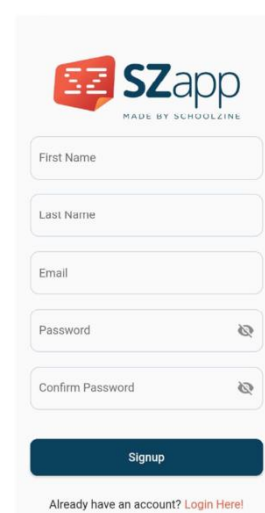 SZapp
MADE BY SCHOOLZINE
First Name
Last Name
Email
Password
Confirm Password
Signup
Already have an account? Login Here!